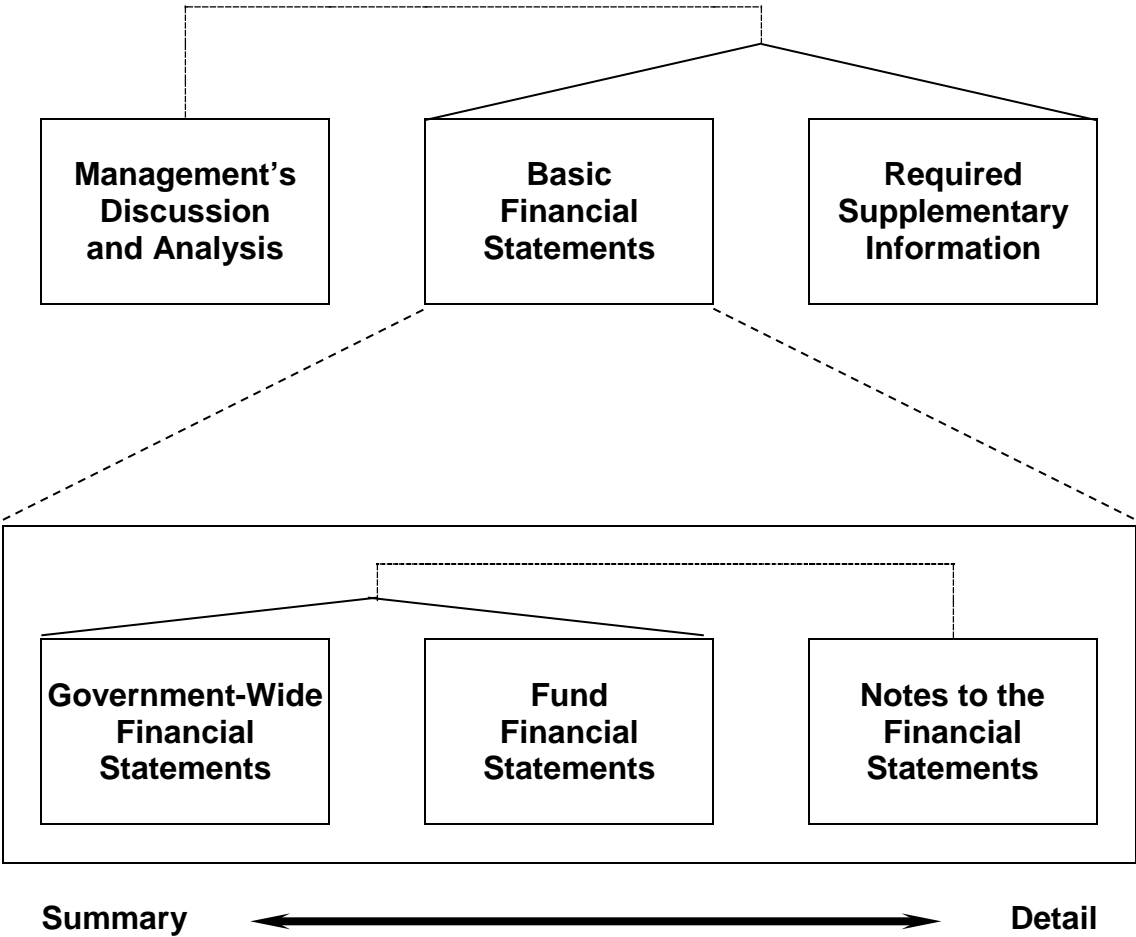 Management’s
Discussion
and Analysis
Basic
Financial
Statements
Required
Supplementary
Information
Government-Wide
Financial
Statements
Fund
Financial
Statements
Notes to the
Financial
Statements
Summary
Detail